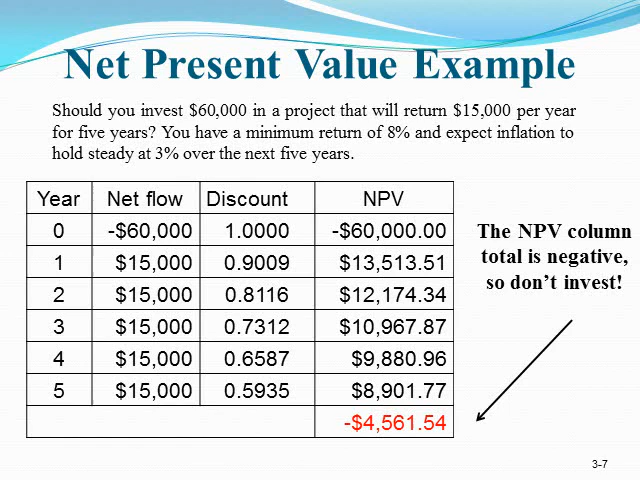 Net Present Value Example
Should you invest $60,000 in a project that will return $15,000 per year
for five years? You have a minimum return of 8% and expect inflation to
hold steady at 3% over the next five years.
Year Net flow Discount NPV
0 -$60,000 1.0000 -$60,000.00
1 $15,000 0.9009 $13,513.51
2 $15,000 0.8116 $12,174.34
3 $15,000 0.7312 $10,967.87
4 $15,000 0.6587 $9,880.96
5 $15,000 0.5935 $8,901.77
-$4,561.54
The NPV column
total is negative,
so don’t invest!
3-7